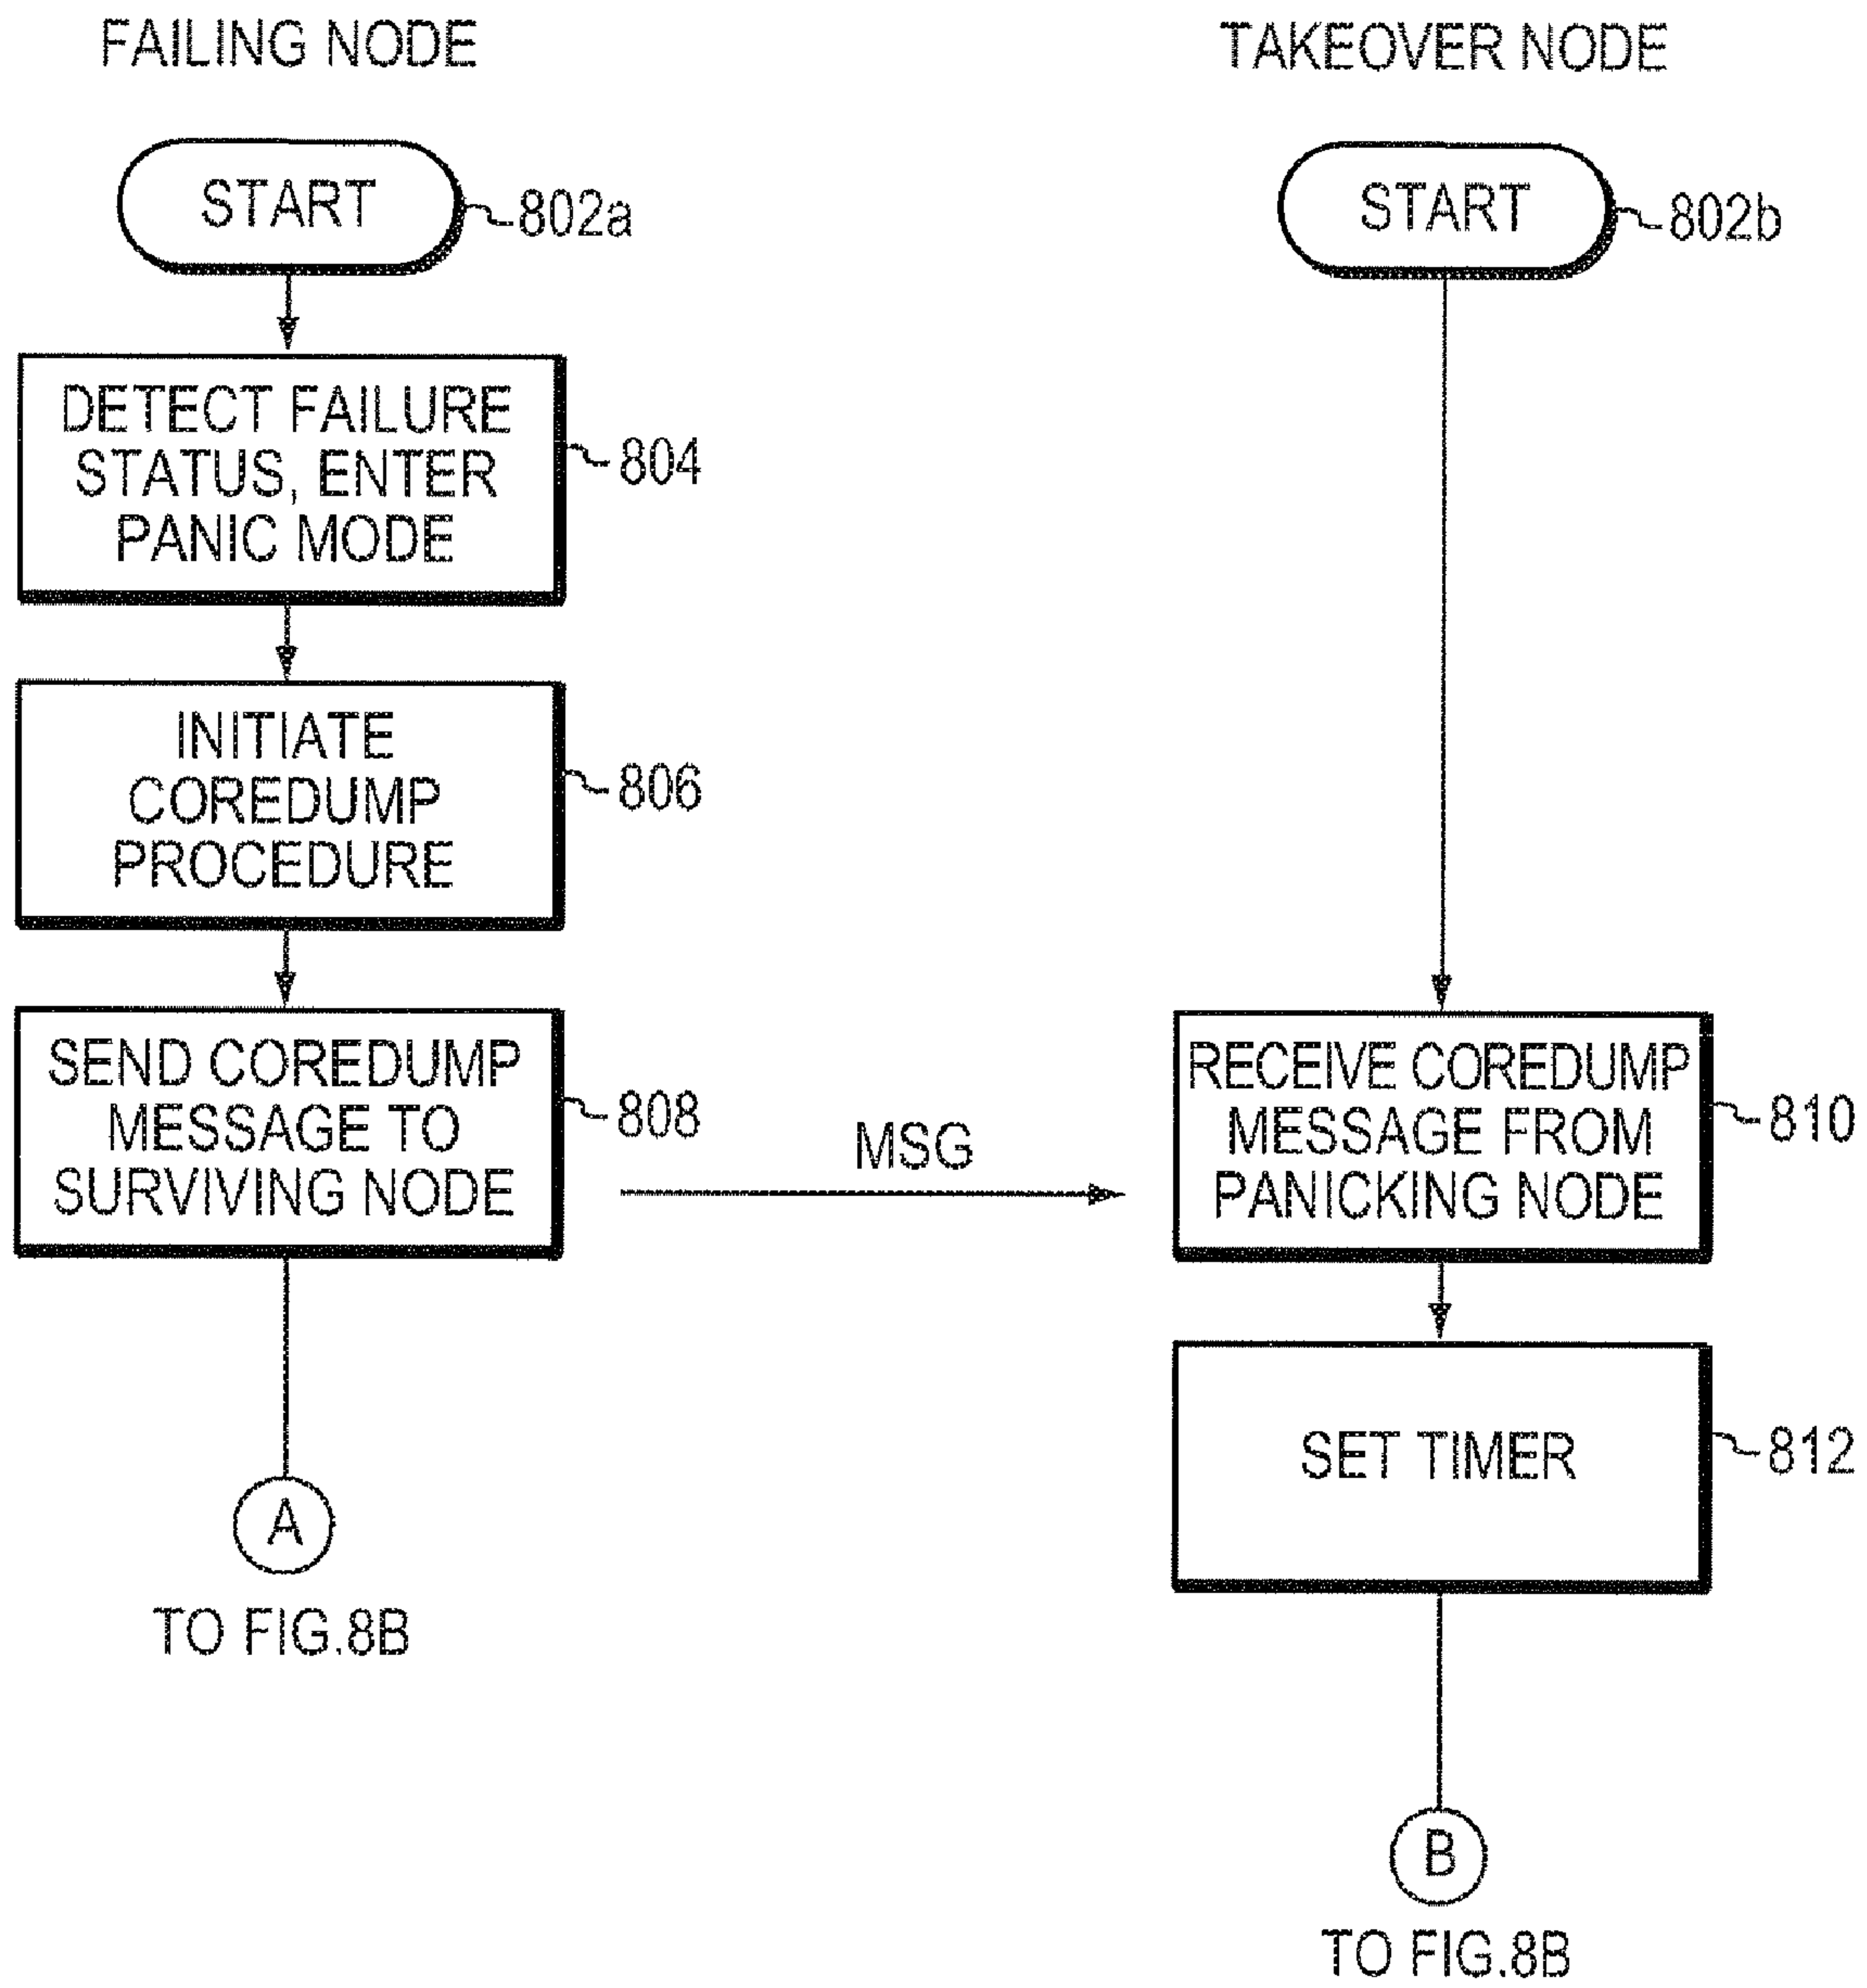 FAILING NODE
START
802a
DETECT FAILURE
STATUS, ENTER
PANIC MODE
804
INITIATE
COREDUMP
PROCEDURE
806
SEND COREDUMP
MESSAGE TO
SURVIVING NODE
808
MSG
A
TO FIG.8B
TAKEOVER NODE
START
802b
RECEIVE COREDUMP
MESSAGE FROM
PANICKING NODE
810
SET TIMER
812
B
TO FIG.8B